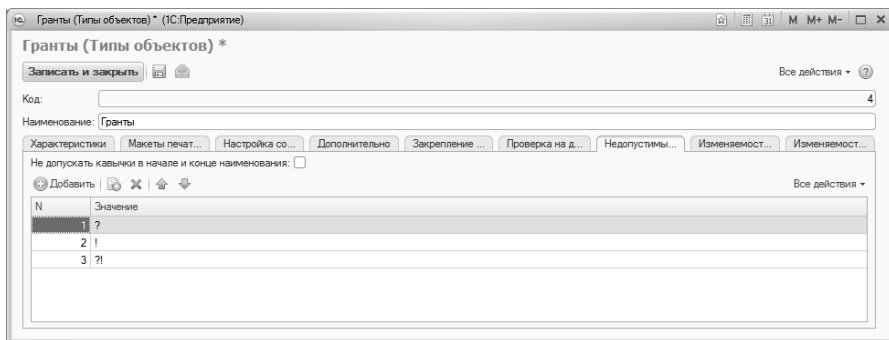 Гранты (Типы объектов) * (1С:Предприятие) 31 M M+ M-
Гранты (Типы объектов) *
Записать и закрыть Все действия ?
Код: 4
Наименование: Гранты
Характеристики Макеты печат... Настройка со... Дополнительно Закрепление ... Проверка на д... Недопустимы... Изменяемост... Изменяемост...
Не допускать кавычки в начале и конце наименования:
Добавить Все действия
N Значение
1 ?
2 !
3 ?!